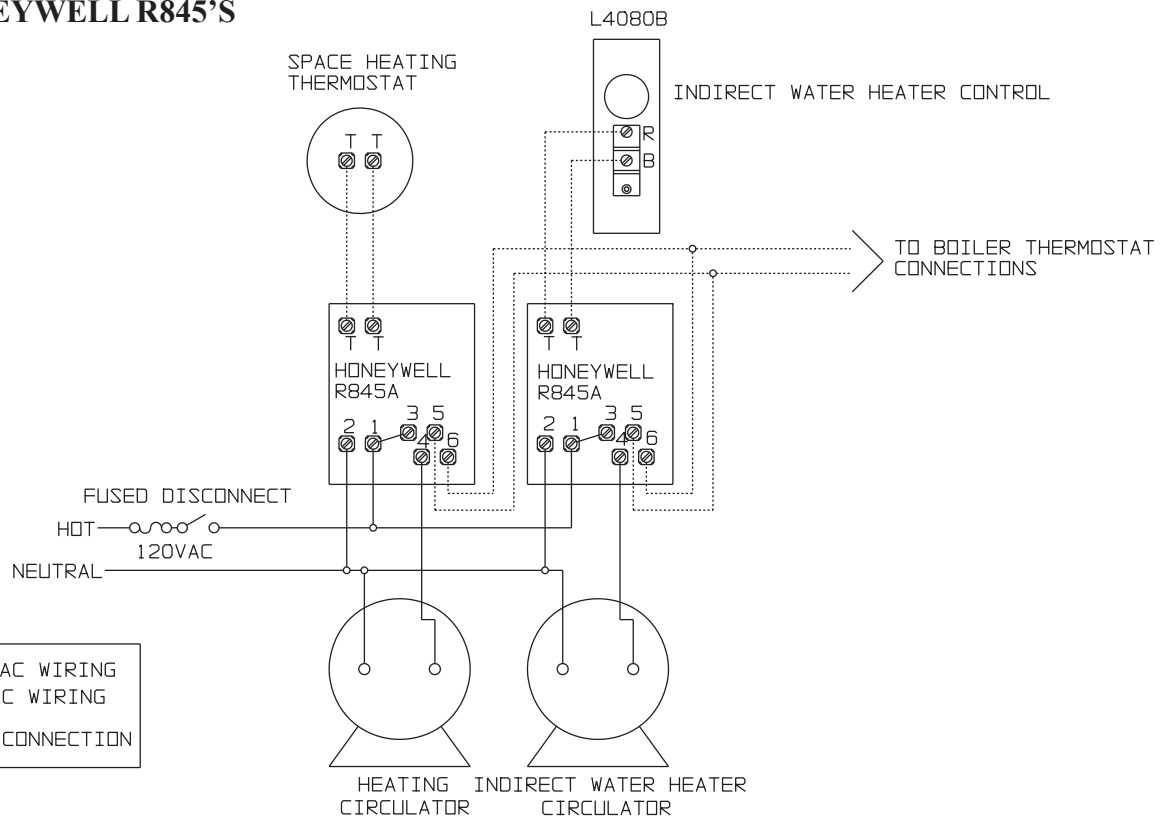 EYWELL R845’S
L4080B
SPACE HEATING
THERMOSTAT
INDIRECT WATER HEATER CONTROL
T T
R
B
TO BOILER THERMOSTAT
CONNECTIONS
T T
HONEYWELL
R845A
2 1 3 5
4 6
T T
HONEYWELL
R845A
2 1 3 5
4 6
FUSED DISCONNECT
HOT
120VAC
NEUTRAL
AC WIRING
C WIRING
CONNECTION
HEATING
CIRCULATOR
INDIRECT WATER HEATER
CIRCULATOR